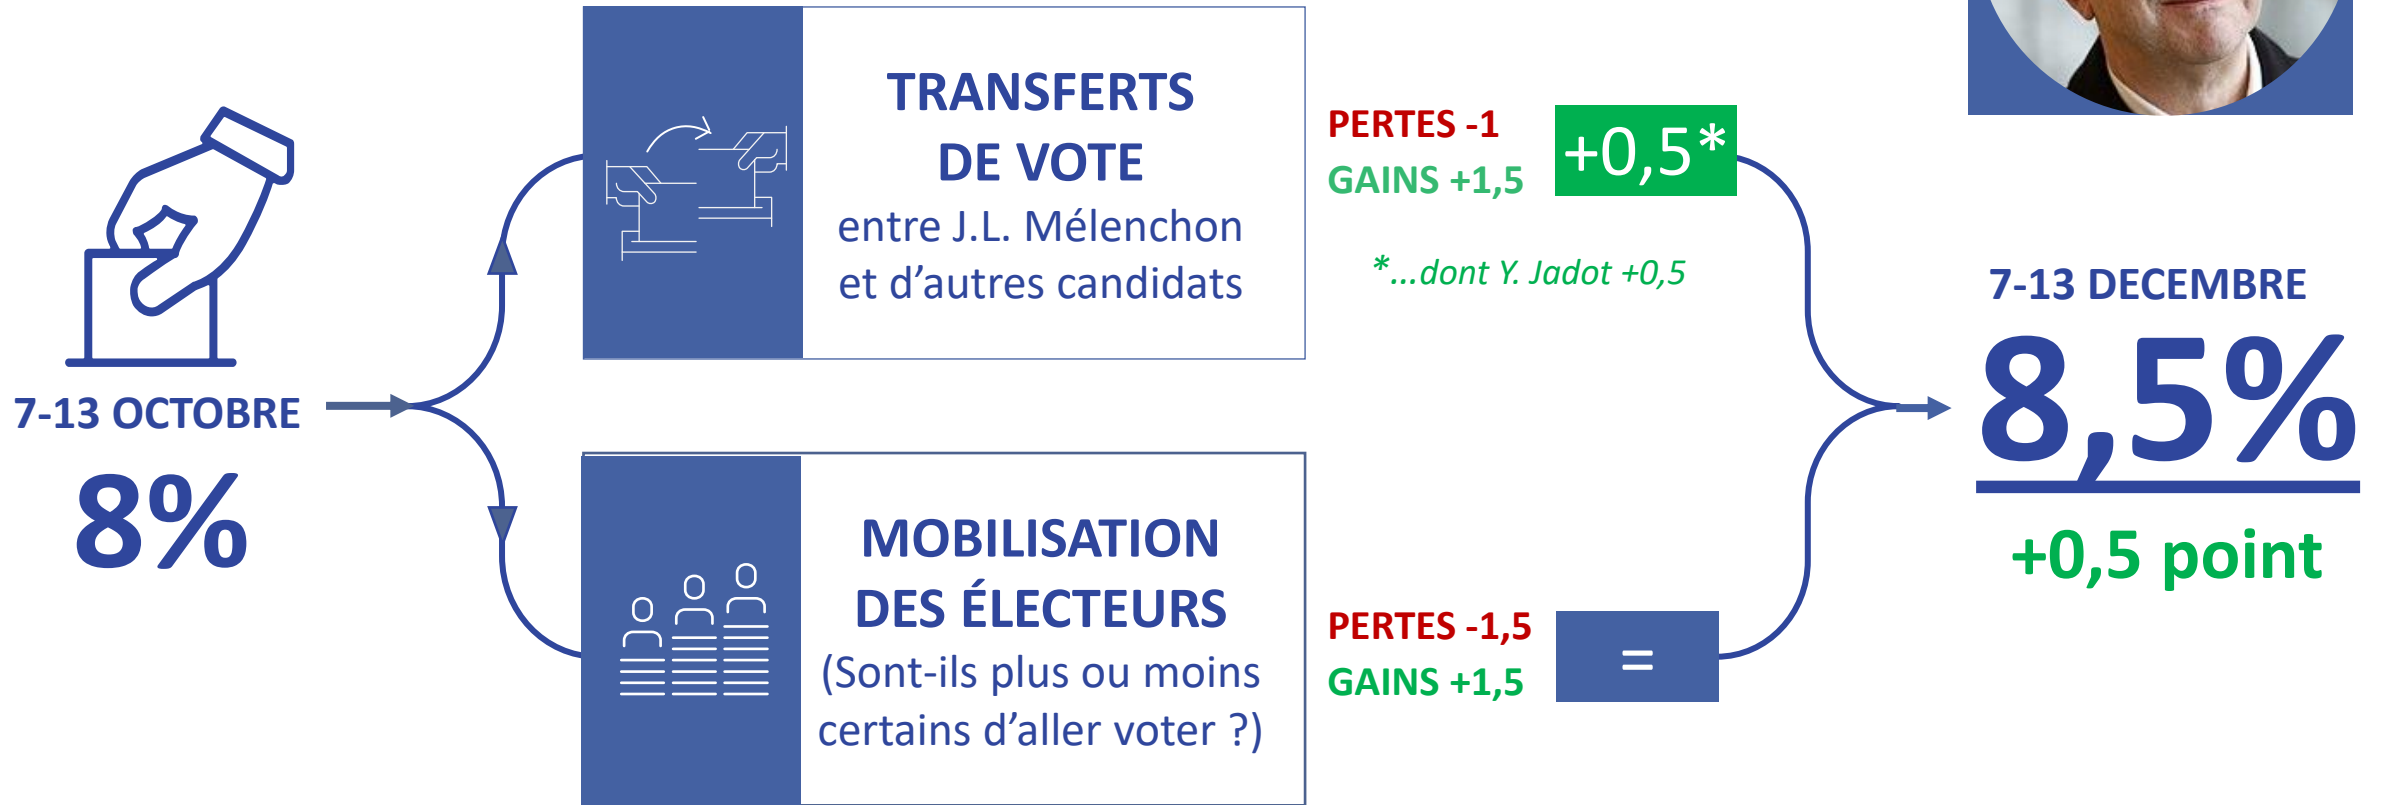 7-13 OCTOBRE
8%
TRANSFERTS
DE VOTE
entre J.L. Mélenchon
et d'autres candidats
PERTES -1
GAINS +1,5
+0,5*
*...dont Y. Jadot +0,5
MOBILISATION
DES ÉLECTEURS
(Sont-ils plus ou moins
certains d'aller voter ?)
PERTES -1,5
GAINS +1,5
=
7-13 DECEMBRE
8,5%
+0,5 point